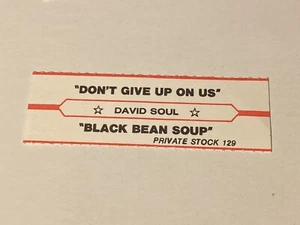 "DON'T GIVE UP ON US"
☆ DAVID SOUL ☆
"BLACK BEAN SOUP"
PRIVATE STOCK 129